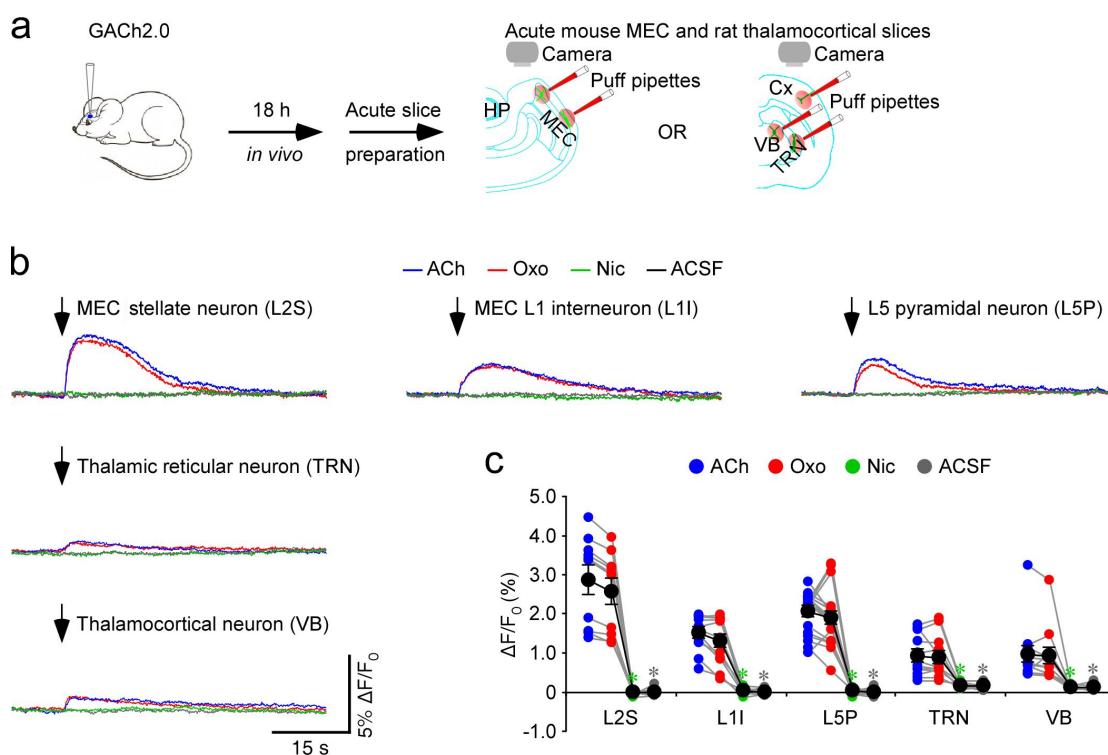 a
GACh2.0
18 h
in vivo
Acute slice
preparation
Acute mouse MEC and rat thalamocortical slices
Camera
Puff pipettes
HP
MEC
OR
Camera
Cx
Puff pipettes
VB
TRN
b
ACh Oxo Nic ACSF
MEC stellate neuron (L2S)
MEC L1 interneuron (L1I)
L5 pyramidal neuron (L5P)
Thalamic reticular neuron (TRN)
Thalamocortical neuron (VB)
5% ΔF/F0
15 s
c
ACh Oxo Nic ACSF
ΔF/F0 (%)
5.0
4.0
3.0
2.0
1.0
0
-1.0
* * * * * * * * * *
L2S L1I L5P TRN VB